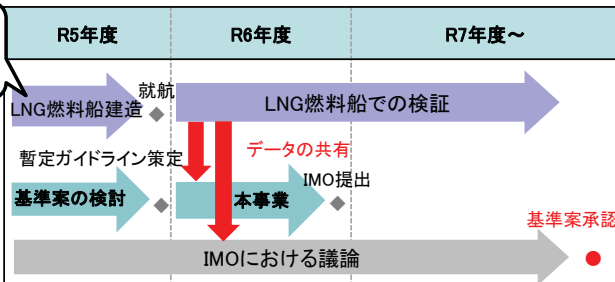 R5年度
R6年度
R7年度～
LNG燃料船建造
就航
LNG燃料船での検証
暫定ガイドライン策定
データの共有
基準案の検討
本事業
IMO提出
基準案承認
IMOにおける議論